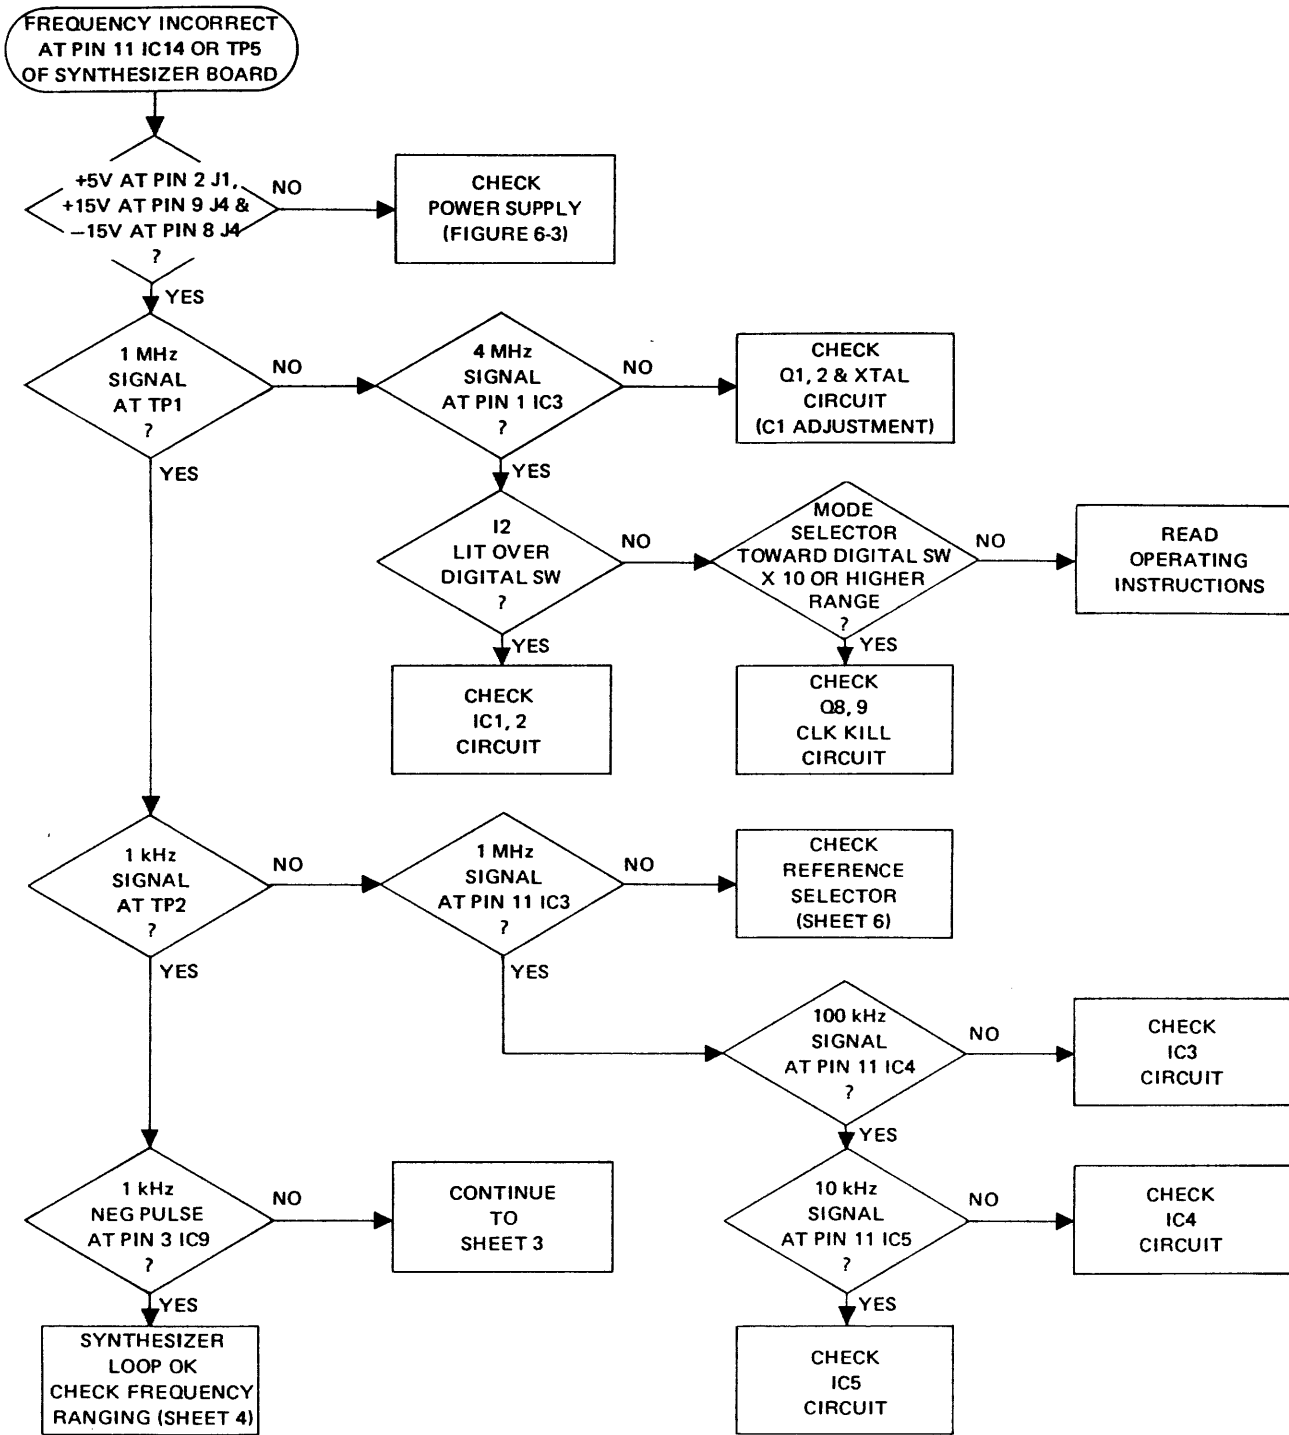 FREQUENCY INCORRECT
AT PIN 11 IC14 OR TP5
OF SYNTHESIZER BOARD
+5V AT PIN 2 J1,
+15V AT PIN 9 J4 &
−15V AT PIN 8 J4
?
NO
CHECK
POWER SUPPLY
(FIGURE 6-3)
YES
1 MHz
SIGNAL
AT TP1
?
NO
4 MHz
SIGNAL
AT PIN 1 IC3
?
NO
CHECK
Q1, 2 & XTAL
CIRCUIT
(C1 ADJUSTMENT)
YES
YES
I2
LIT OVER
DIGITAL SW
?
NO
MODE
SELECTOR
TOWARD DIGITAL SW
X 10 OR HIGHER
RANGE
?
NO
READ
OPERATING
INSTRUCTIONS
YES
CHECK
IC1, 2
CIRCUIT
YES
CHECK
Q8, 9
CLK KILL
CIRCUIT
1 kHz
SIGNAL
AT TP2
?
NO
1 MHz
SIGNAL
AT PIN 11 IC3
?
NO
CHECK
REFERENCE
SELECTOR
(SHEET 6)
YES
YES
100 kHz
SIGNAL
AT PIN 11 IC4
?
NO
CHECK
IC3
CIRCUIT
YES
1 kHz
NEG PULSE
AT PIN 3 IC9
?
NO
CONTINUE
TO
SHEET 3
10 kHz
SIGNAL
AT PIN 11 IC5
?
NO
CHECK
IC4
CIRCUIT
YES
SYNTHESIZER
LOOP OK
CHECK FREQUENCY
RANGING (SHEET 4)
YES
CHECK
IC5
CIRCUIT